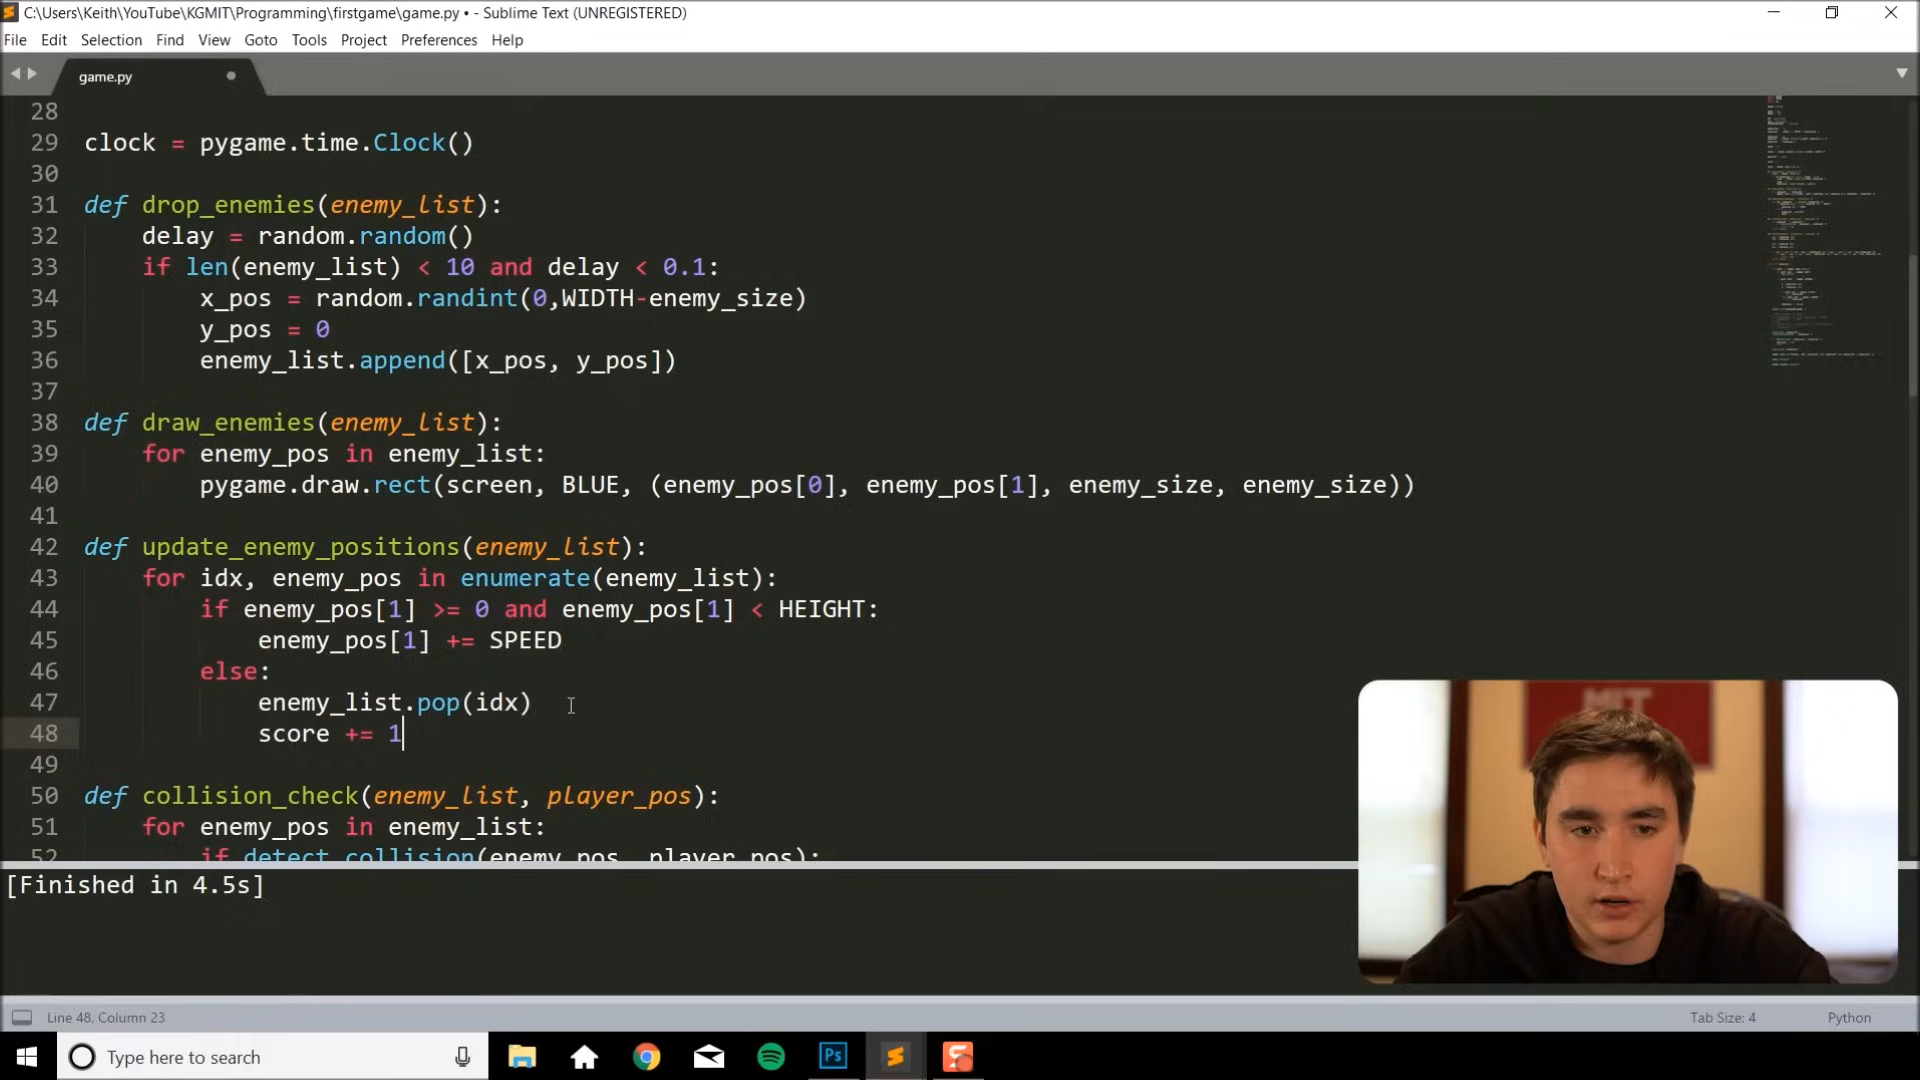 C:\Users\Keith\YouTube\KGMIT\Programming\firstgame\game.py • - Sublime Text (UNREGISTERED)
File Edit Selection Find View Goto Tools Project Preferences Help
game.py
28
29 clock = pygame.time.Clock()
30
31 def drop_enemies(enemy_list):
32 delay = random.random()
33 if len(enemy_list) < 10 and delay < 0.1:
34 x_pos = random.randint(0,WIDTH-enemy_size)
35 y_pos = 0
36 enemy_list.append([x_pos, y_pos])
37
38 def draw_enemies(enemy_list):
39 for enemy_pos in enemy_list:
40 pygame.draw.rect(screen, BLUE, (enemy_pos[0], enemy_pos[1], enemy_size, enemy_size))
41
42 def update_enemy_positions(enemy_list):
43 for idx, enemy_pos in enumerate(enemy_list):
44 if enemy_pos[1] >= 0 and enemy_pos[1] < HEIGHT:
45 enemy_pos[1] += SPEED
46 else:
47 enemy_list.pop(idx)
48 score += 1
49
50 def collision_check(enemy_list, player_pos):
51 for enemy_pos in enemy_list:
52 if detect_collision(enemy_pos, player_pos):
[Finished in 4.5s]
MIT
Line 48, Column 23
Tab Size: 4
Python
Type here to search
Ps